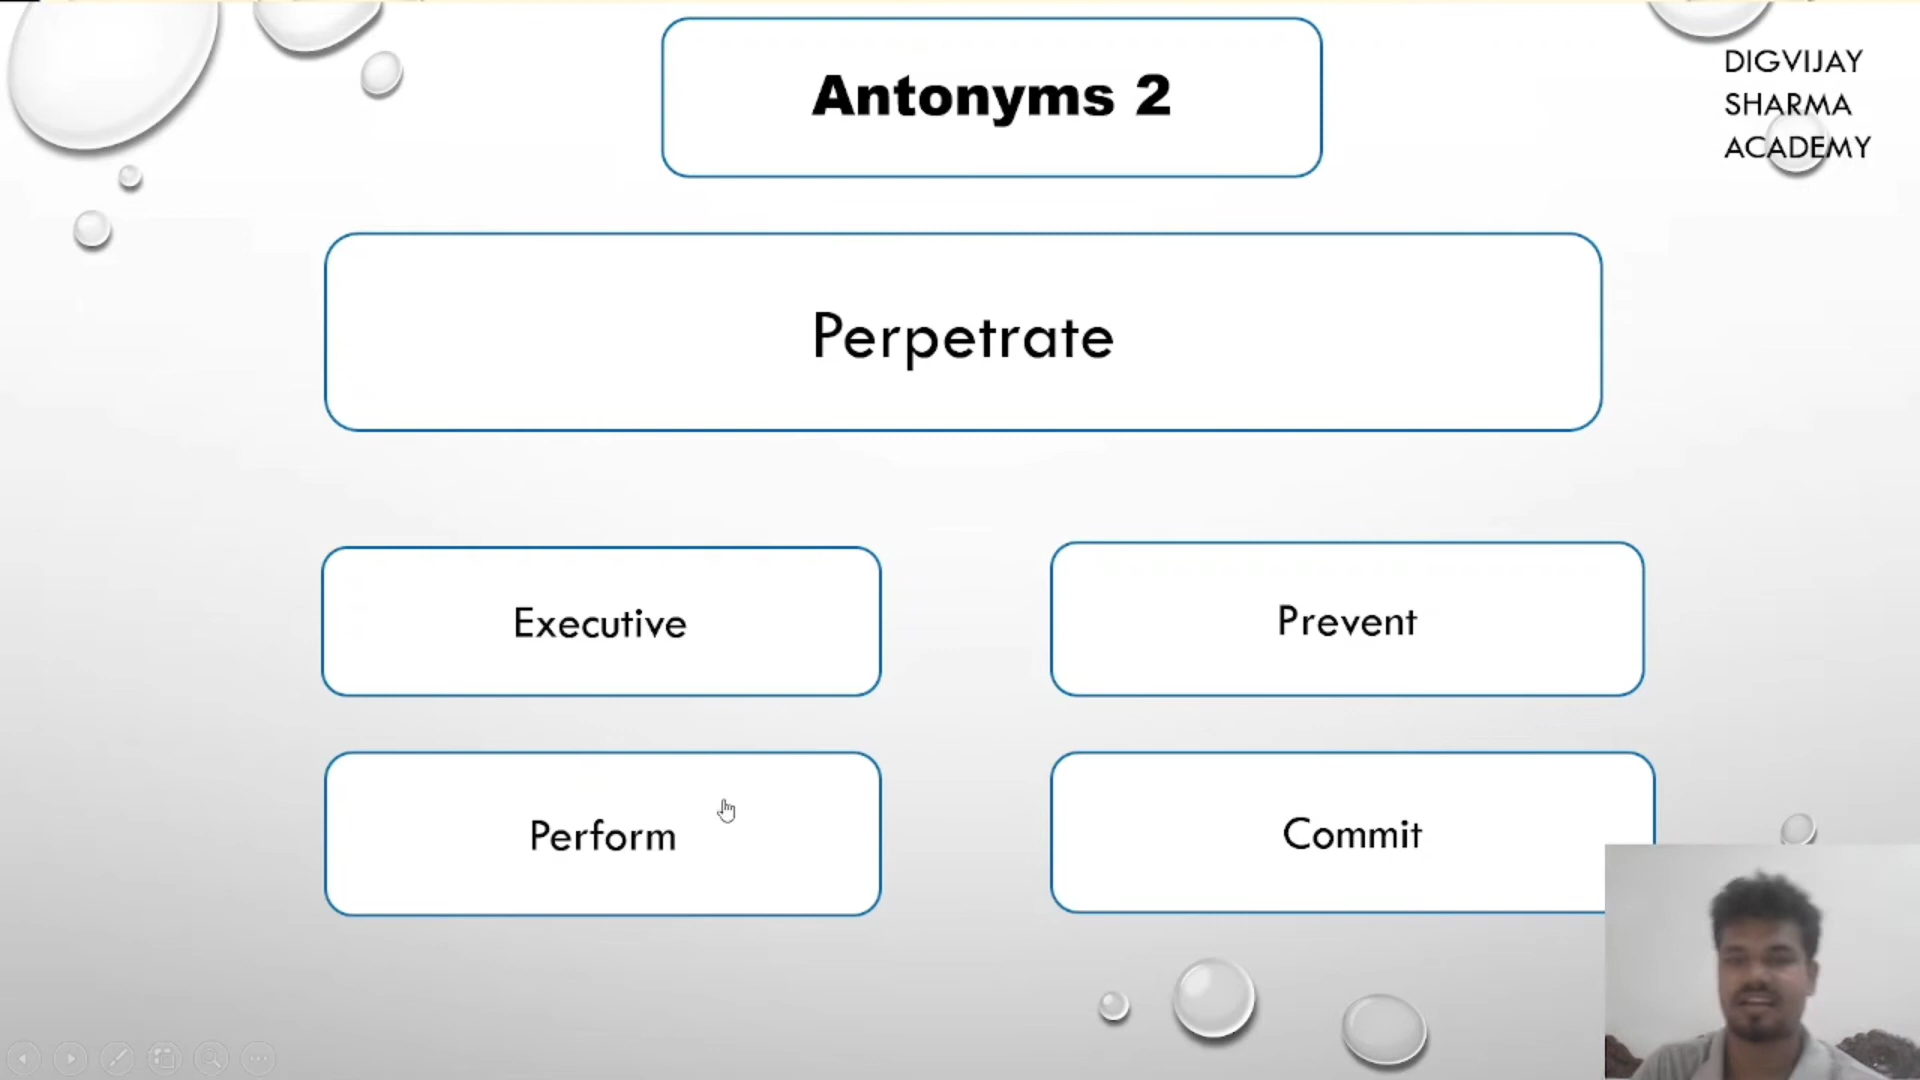 Antonyms 2
DIGVIJAY
SHARMA
ACADEMY
Perpetrate
Executive
Prevent
Perform
Commit